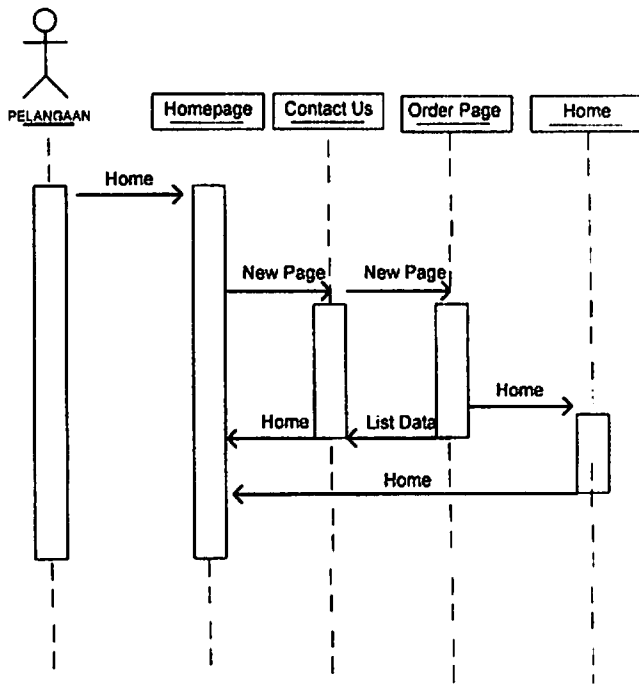 PELANGAAN
Homepage
Contact Us
Order Page
Home
Home
New Page
New Page
Home
Home
List Data
Home